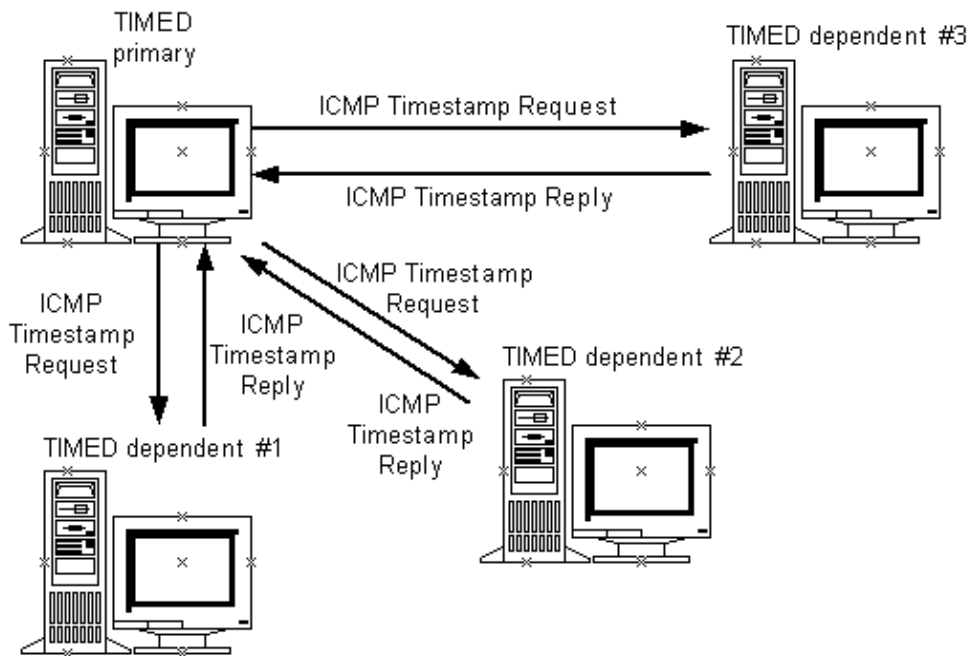 TIMED
primary
TIMED dependent #3
ICMP Timestamp Request
ICMP Timestamp Reply
ICMP
Timestamp
Request
ICMP
Timestamp
Reply
ICMP Timestamp
Request
TIMED dependent #2
ICMP
Timestamp
Reply
TIMED dependent #1